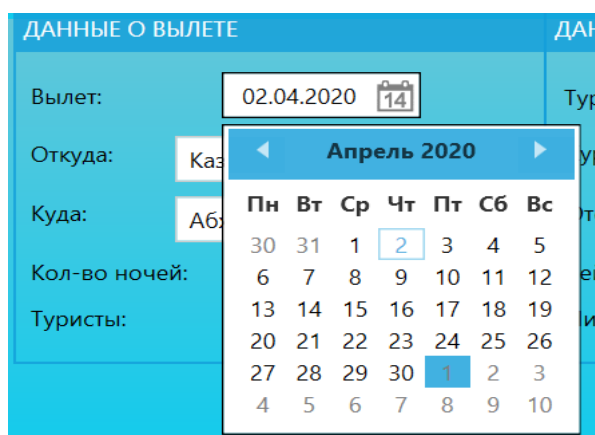 ДАННЫЕ О ВЫЛЕТЕ
Вылет: 02.04.2020 14
Откуда:
Куда:
Кол-во ночей:
Туристы:
Апрель 2020
Пн Вт Ср Чт Пт Сб Вс
30 31 1 2 3 4 5
6 7 8 9 10 11 12
13 14 15 16 17 18 19
20 21 22 23 24 25 26
27 28 29 30 1 2 3
4 5 6 7 8 9 10